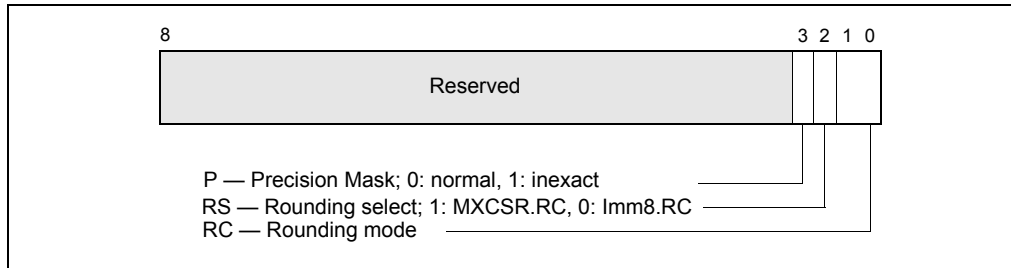 8 3 2 1 0
Reserved
P — Precision Mask; 0: normal, 1: inexact
RS — Rounding select; 1: MXCSR.RC, 0: Imm8.RC
RC — Rounding mode